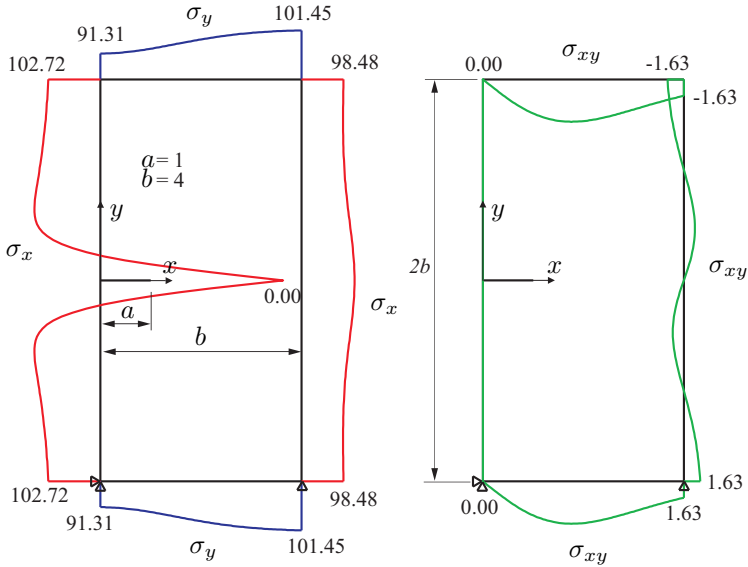 σy
101.45
91.31
102.72
98.48
a = 1
b = 4
y
x
σx
0.00
a
σx
b
102.72
98.48
91.31
101.45
σy
σxy
0.00
-1.63
-1.63
y
2b
x
σxy
1.63
0.00
1.63
σxy